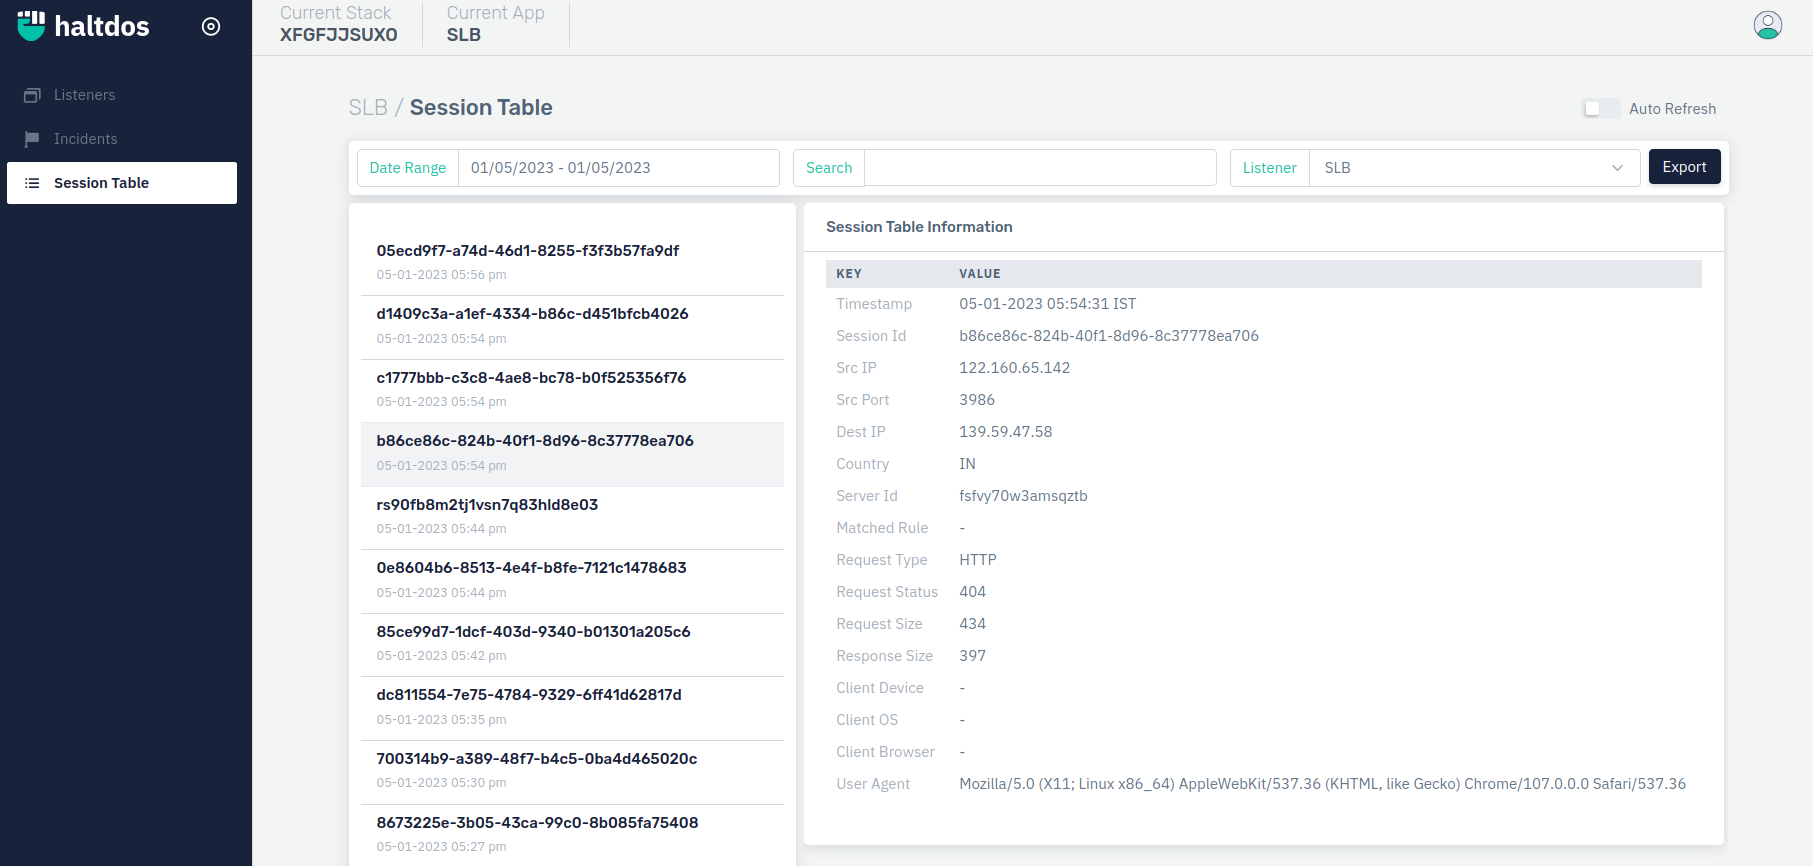 haltdos
Current Stack
XFGFJJSUXO
Current App
SLB
Listeners
Incidents
Session Table
SLB / Session Table
Auto Refresh
Date Range 01/05/2023 - 01/05/2023
Search
Listener SLB
Export
05ecd9f7-a74d-46d1-8255-f3f3b57fa9df
05-01-2023 05:56 pm
d1409c3a-a1ef-4334-b86c-d451bfcb4026
05-01-2023 05:54 pm
c1777bbb-c3c8-4ae8-bc78-b0f525356f76
05-01-2023 05:54 pm
b86ce86c-824b-40f1-8d96-8c37778ea706
05-01-2023 05:54 pm
rs90fb8m2tj1vsn7q83hld8e03
05-01-2023 05:44 pm
0e8604b6-8513-4e4f-b8fe-7121c1478683
05-01-2023 05:44 pm
85ce99d7-1dcf-403d-9340-b01301a205c6
05-01-2023 05:42 pm
dc811554-7e75-4784-9329-6ff41d62817d
05-01-2023 05:35 pm
700314b9-a389-48f7-b4c5-0ba4d465020c
05-01-2023 05:30 pm
8673225e-3b05-43ca-99c0-8b085fa75408
05-01-2023 05:27 pm
Session Table Information
KEY VALUE
Timestamp 05-01-2023 05:54:31 IST
Session Id b86ce86c-824b-40f1-8d96-8c37778ea706
Src IP 122.160.65.142
Src Port 3986
Dest IP 139.59.47.58
Country IN
Server Id fsfvy70w3amsqztb
Matched Rule -
Request Type HTTP
Request Status 404
Request Size 434
Response Size 397
Client Device -
Client OS -
Client Browser -
User Agent Mozilla/5.0 (X11; Linux x86_64) AppleWebKit/537.36 (KHTML, like Gecko) Chrome/107.0.0.0 Safari/537.36